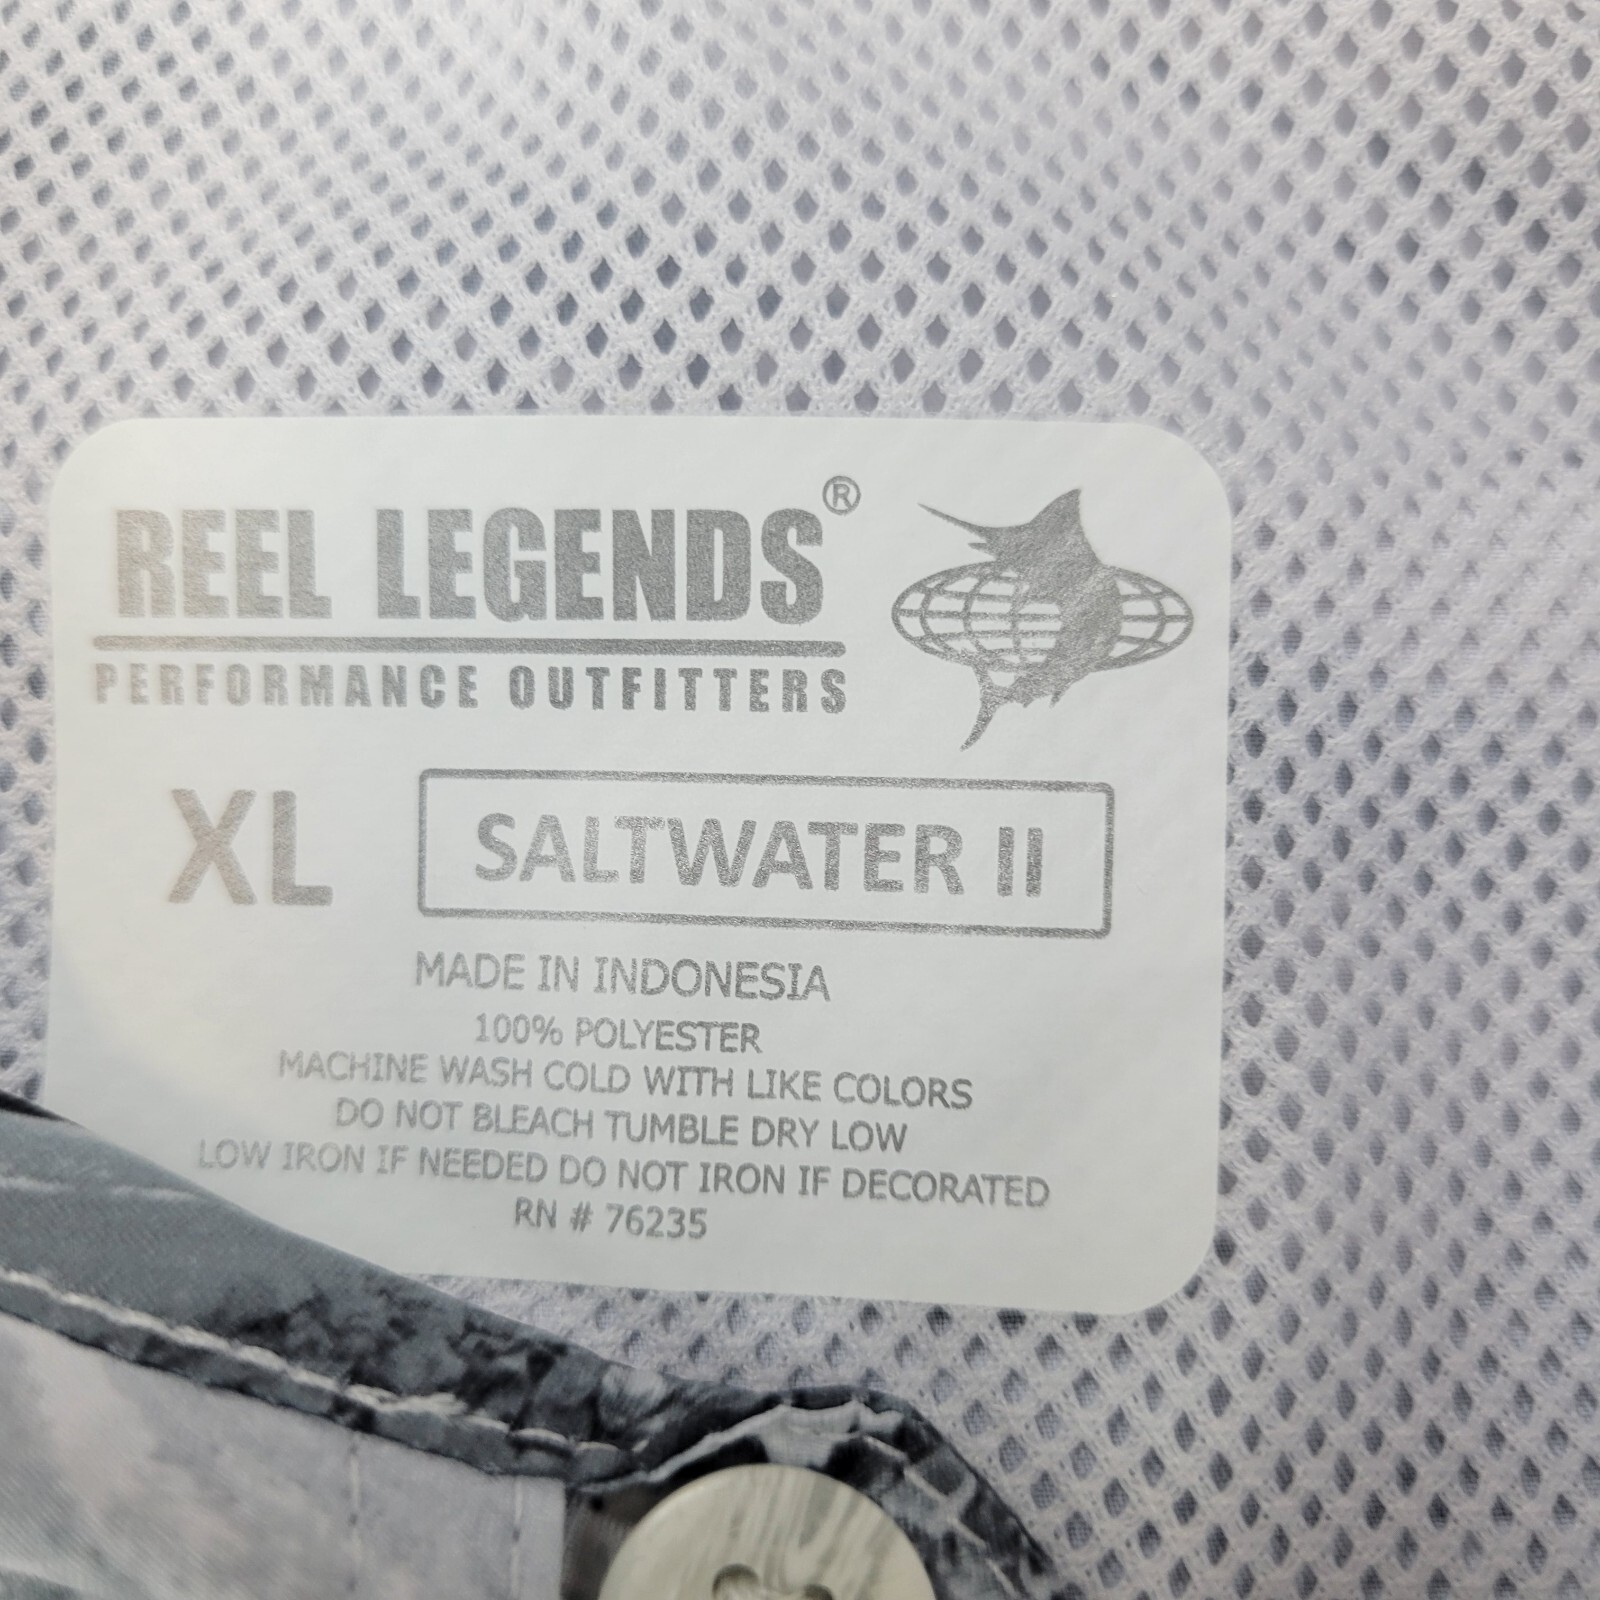 REEL LEGENDS®
PERFORMANCE OUTFITTERS
XL SALTWATER II
MADE IN INDONESIA
100% POLYESTER
MACHINE WASH COLD WITH LIKE COLORS
DO NOT BLEACH TUMBLE DRY LOW
LOW IRON IF NEEDED DO NOT IRON IF DECORATED
RN # 76235